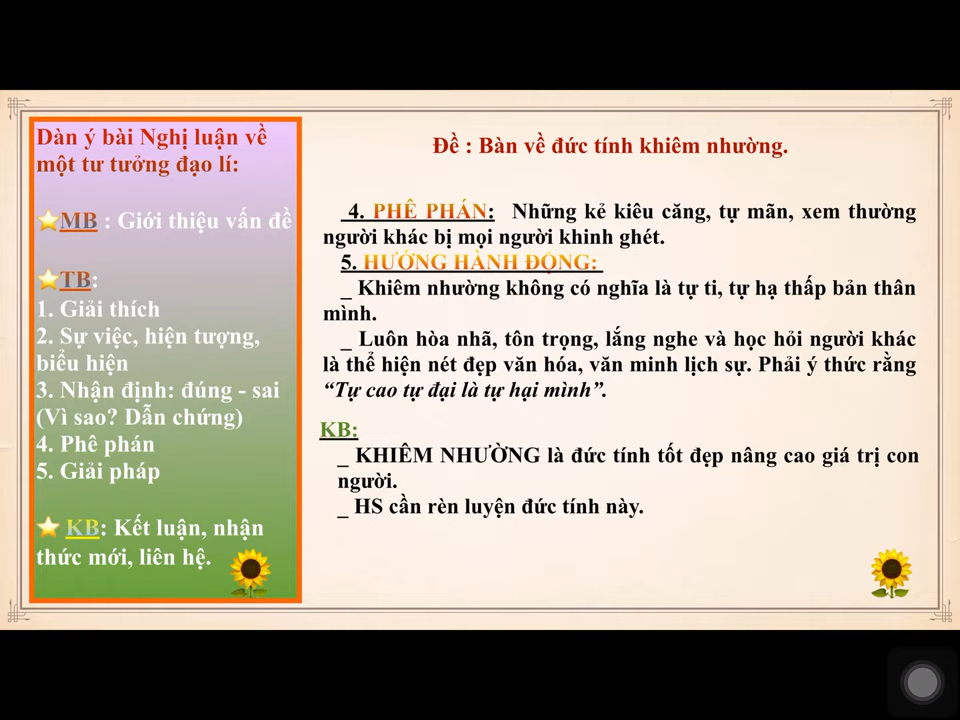 Dàn ý bài Nghị luận về
một tư tưởng đạo lí:
MB : Giới thiệu vấn đề
TB:
1. Giải thích
2. Sự việc, hiện tượng,
biểu hiện
3. Nhận định: đúng - sai
(Vì sao? Dẫn chứng)
4. Phê phán
5. Giải pháp
KB: Kết luận, nhận
thức mới, liên hệ.
Đề : Bàn về đức tính khiêm nhường.
4. PHÊ PHÁN: Những kẻ kiêu căng, tự mãn, xem thường
người khác bị mọi người khinh ghét.
5. HƯỚNG HÀNH ĐỘNG:
_ Khiêm nhường không có nghĩa là tự ti, tự hạ thấp bản thân
mình.
_ Luôn hòa nhã, tôn trọng, lắng nghe và học hỏi người khác
là thể hiện nét đẹp văn hóa, văn minh lịch sự. Phải ý thức rằng
“Tự cao tự đại là tự hại mình”.
KB:
_ KHIÊM NHƯỜNG là đức tính tốt đẹp nâng cao giá trị con
người.
_ HS cần rèn luyện đức tính này.